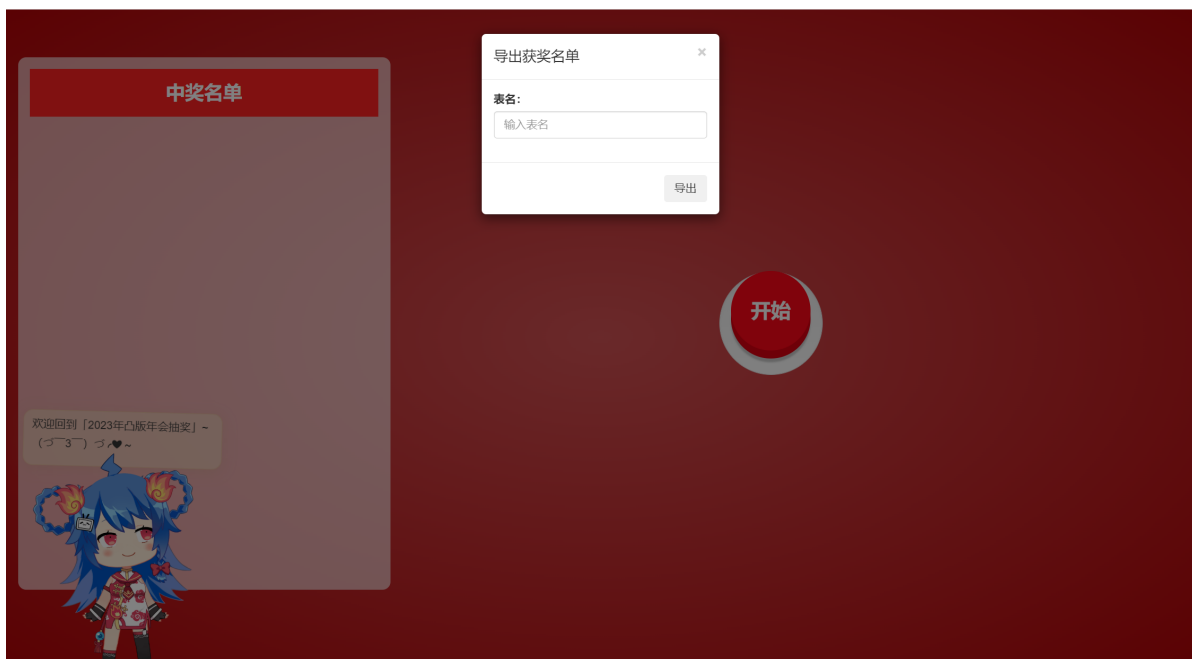 导出获奖名单
×
表名:
输入表名
导出
中奖名单
开始
欢迎回到「2023年凸版年会抽奖」~
(づ￣3￣)づ╭❤~